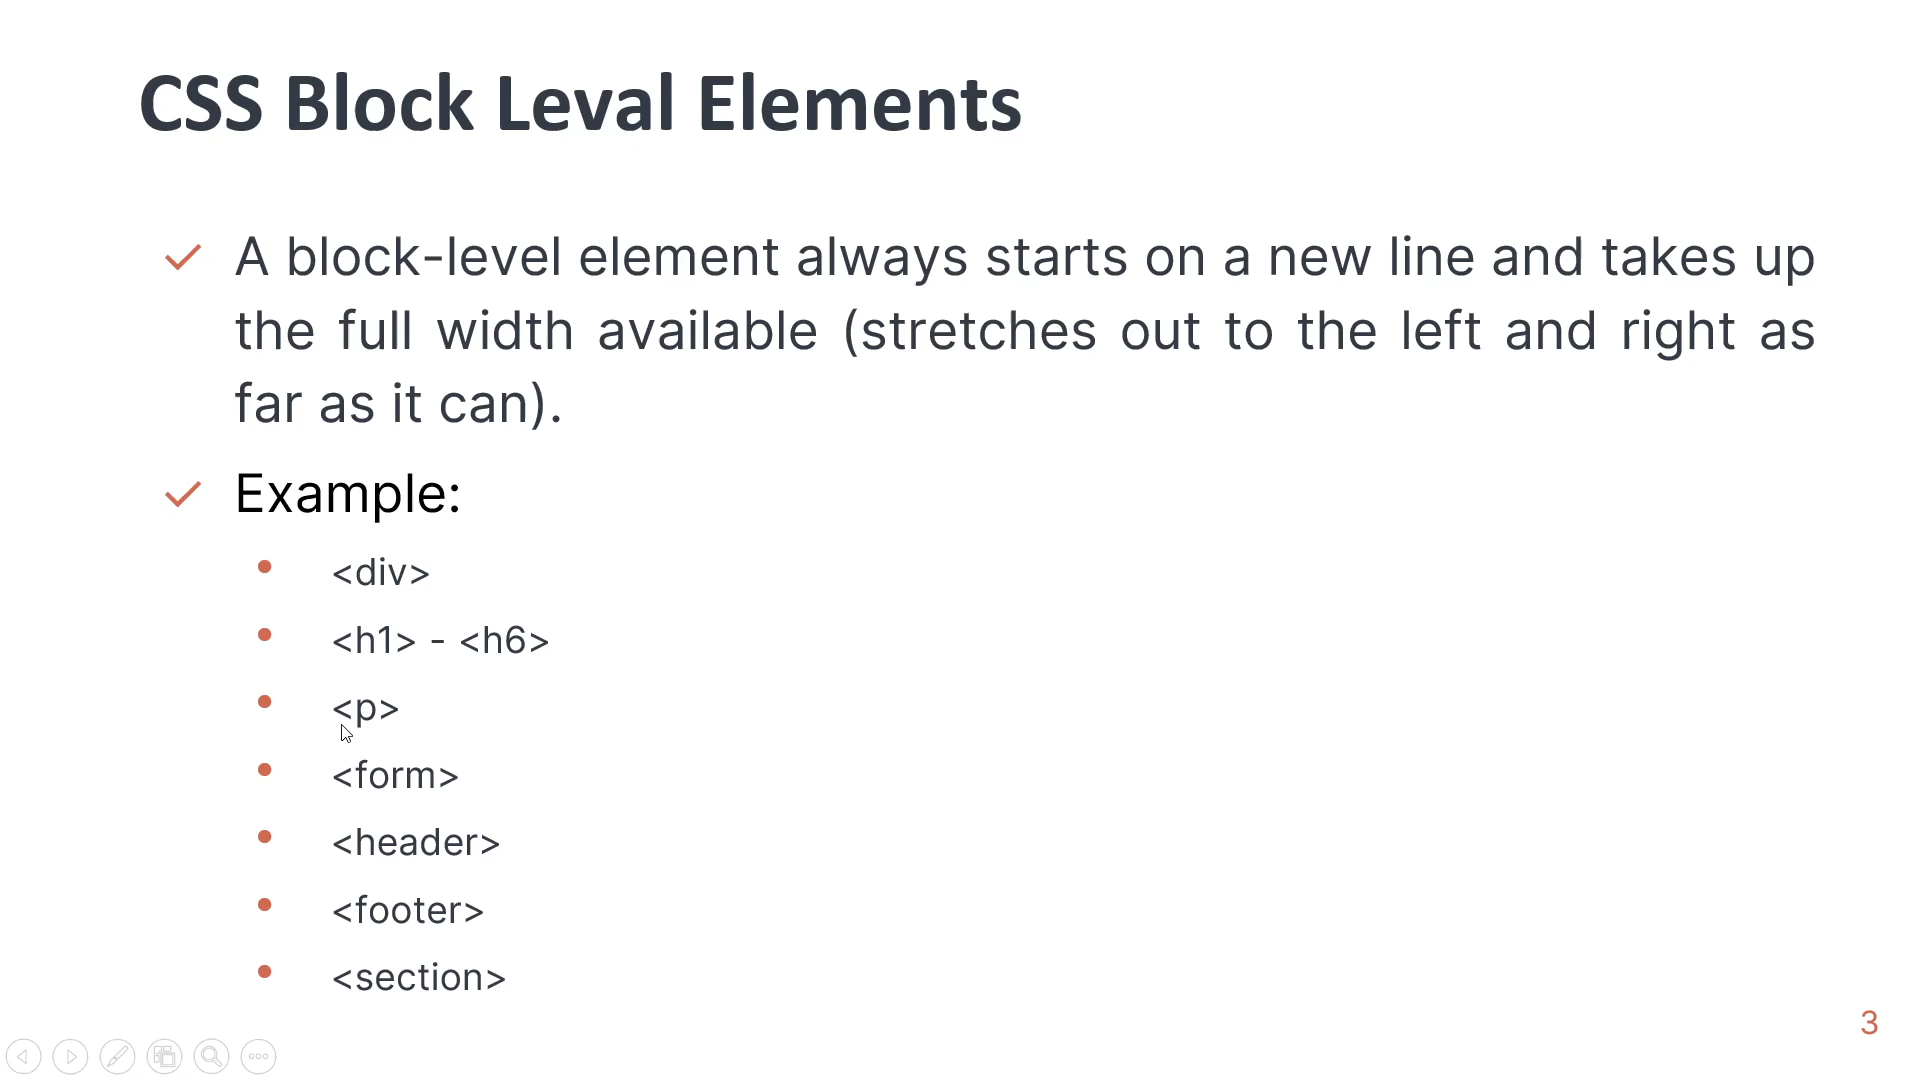 CSS Block Leval Elements
A block-level element always starts on a new line and takes up
the full width available (stretches out to the left and right as
far as it can).
Example:
<div>
<h1> - <h6>
<p>
<form>
<header>
<footer>
<section>
3